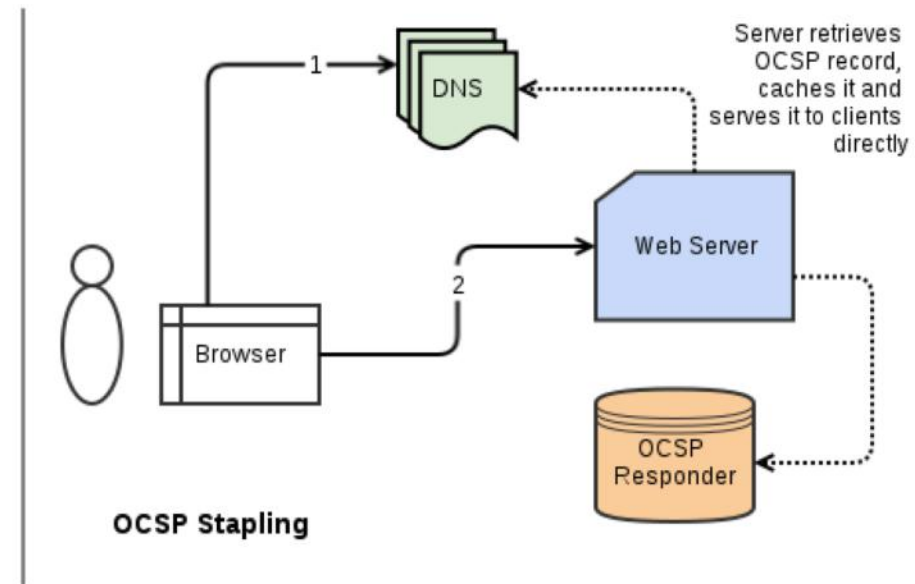 1
DNS
Server retrieves
OCSP record,
caches it and
serves it to clients
directly
Web Server
2
Browser
OCSP
Responder
OCSP Stapling